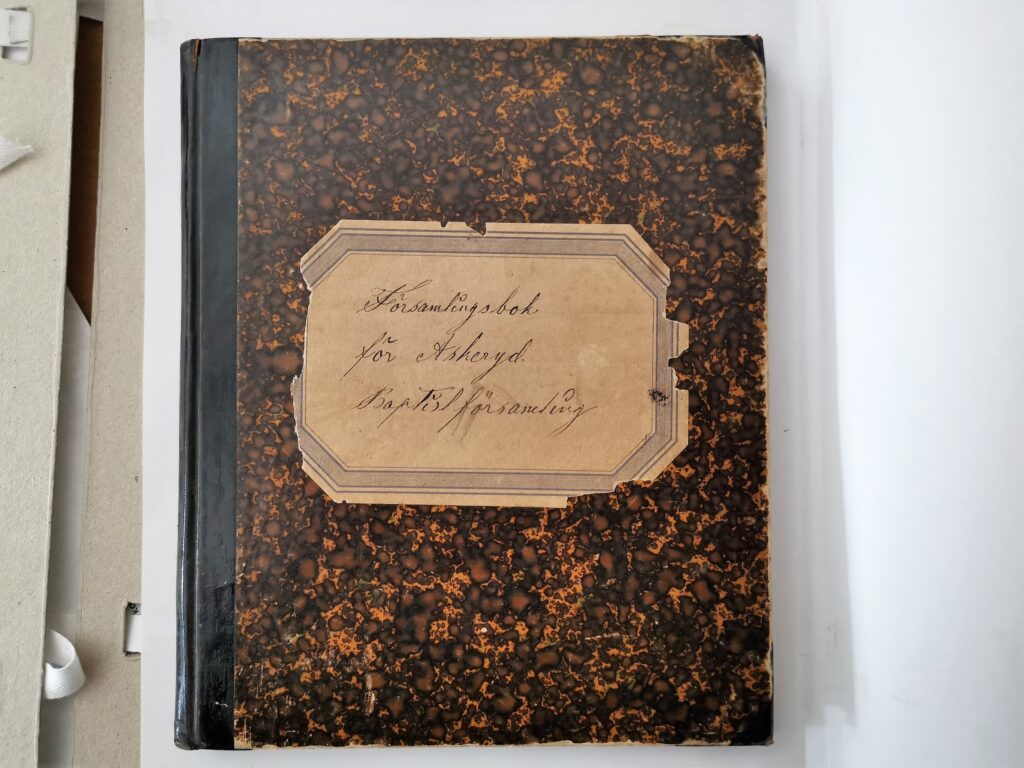 Församlingsbok
för Askeryd.
Baptistförsamling